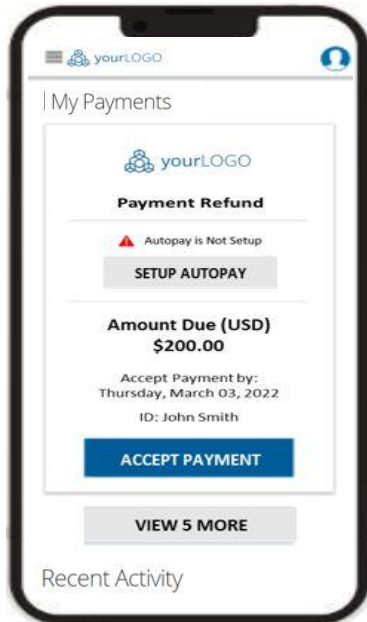 yourLOGO
My Payments
yourLOGO
Payment Refund
Autopay is Not Setup
SETUP AUTOPAY
Amount Due (USD)
$200.00
Accept Payment by:
Thursday, March 03, 2022
ID: John Smith
ACCEPT PAYMENT
VIEW 5 MORE
Recent Activity